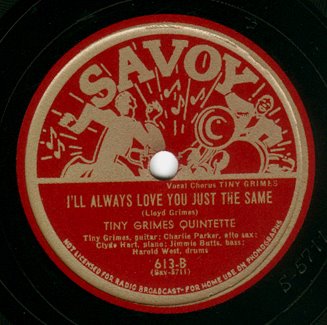 SAVOY
Vocal Chorus TINY GRIMES
I'LL ALWAYS LOVE YOU JUST THE SAME
(Lloyd Grimes)
TINY GRIMES QUINTETTE
Tiny Grimes, guitar; Charlie Parker, alto sax;
Clyde Hart, piano; Jimmie Butts, bass;
Harold West, drums
613-B
(SAV-5711)
NOT LICENSED FOR RADIO BROADCAST-FOR HOME USE ON PHONOGRAPHS